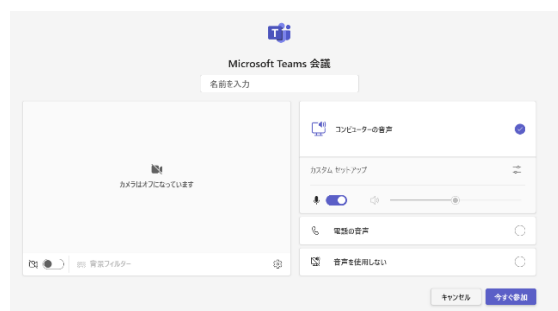 Microsoft Teams 会議
名前を入力
カメラはオフになっています
背景フィルター
コンピューターの音声
カスタム セットアップ
電話の音声
音声を使用しない
キャンセル
今すぐ参加